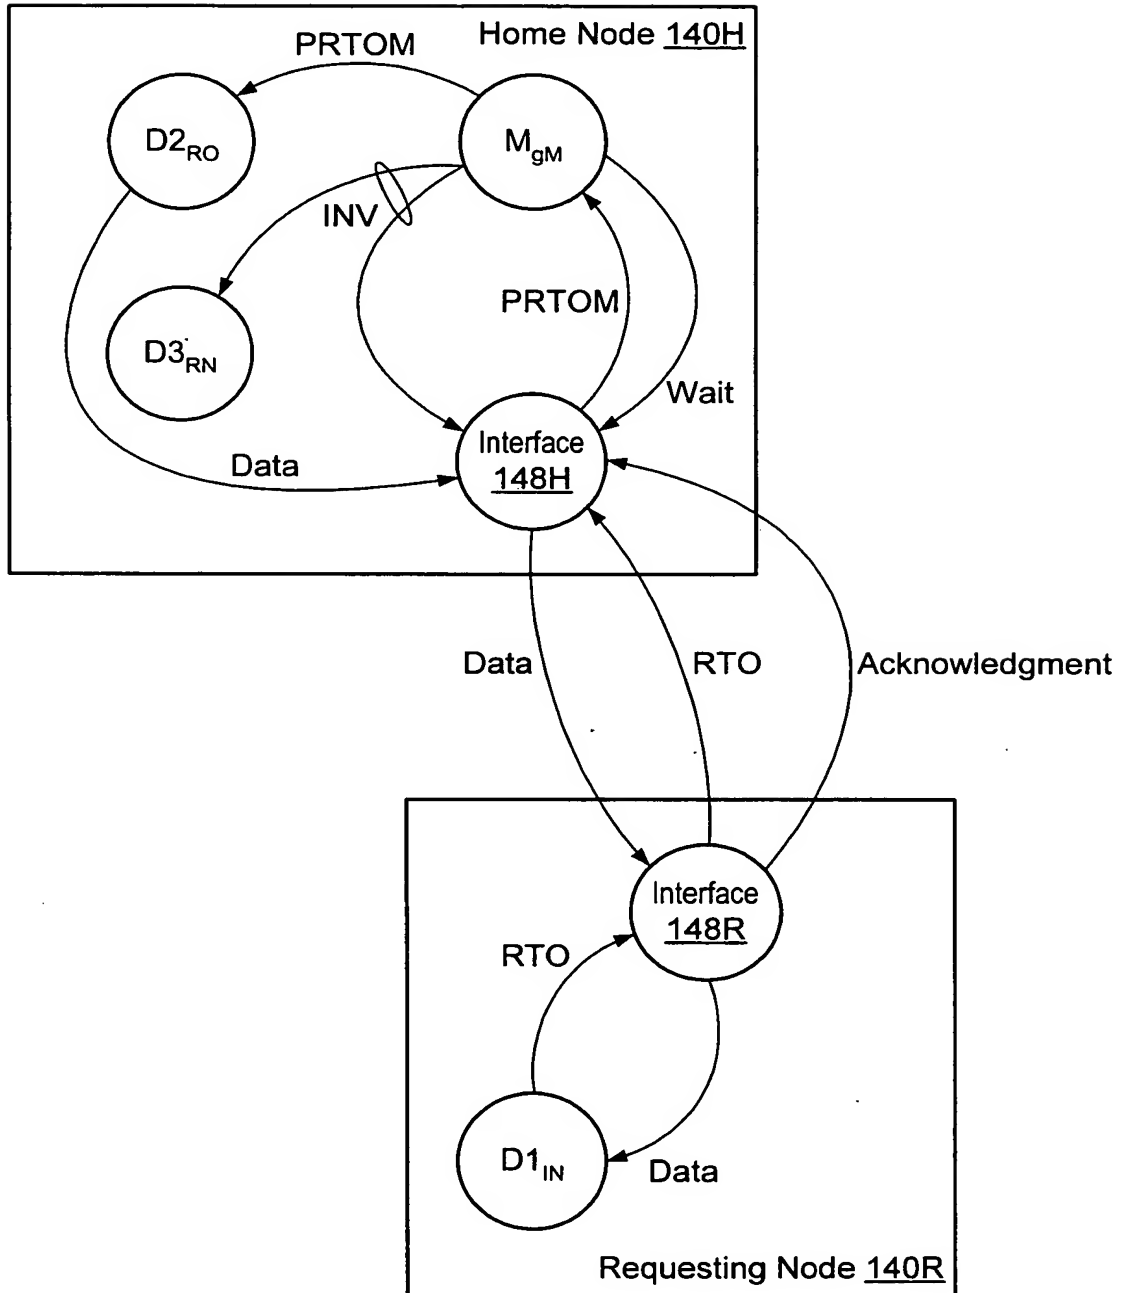 Home Node 140H
PRTOM
D2RO
MgM
INV
PRTOM
D3RN
Wait
Interface
148H
Data
Data
RTO
Acknowledgment
Interface
148R
RTO
D1IN
Data
Requesting Node 140R